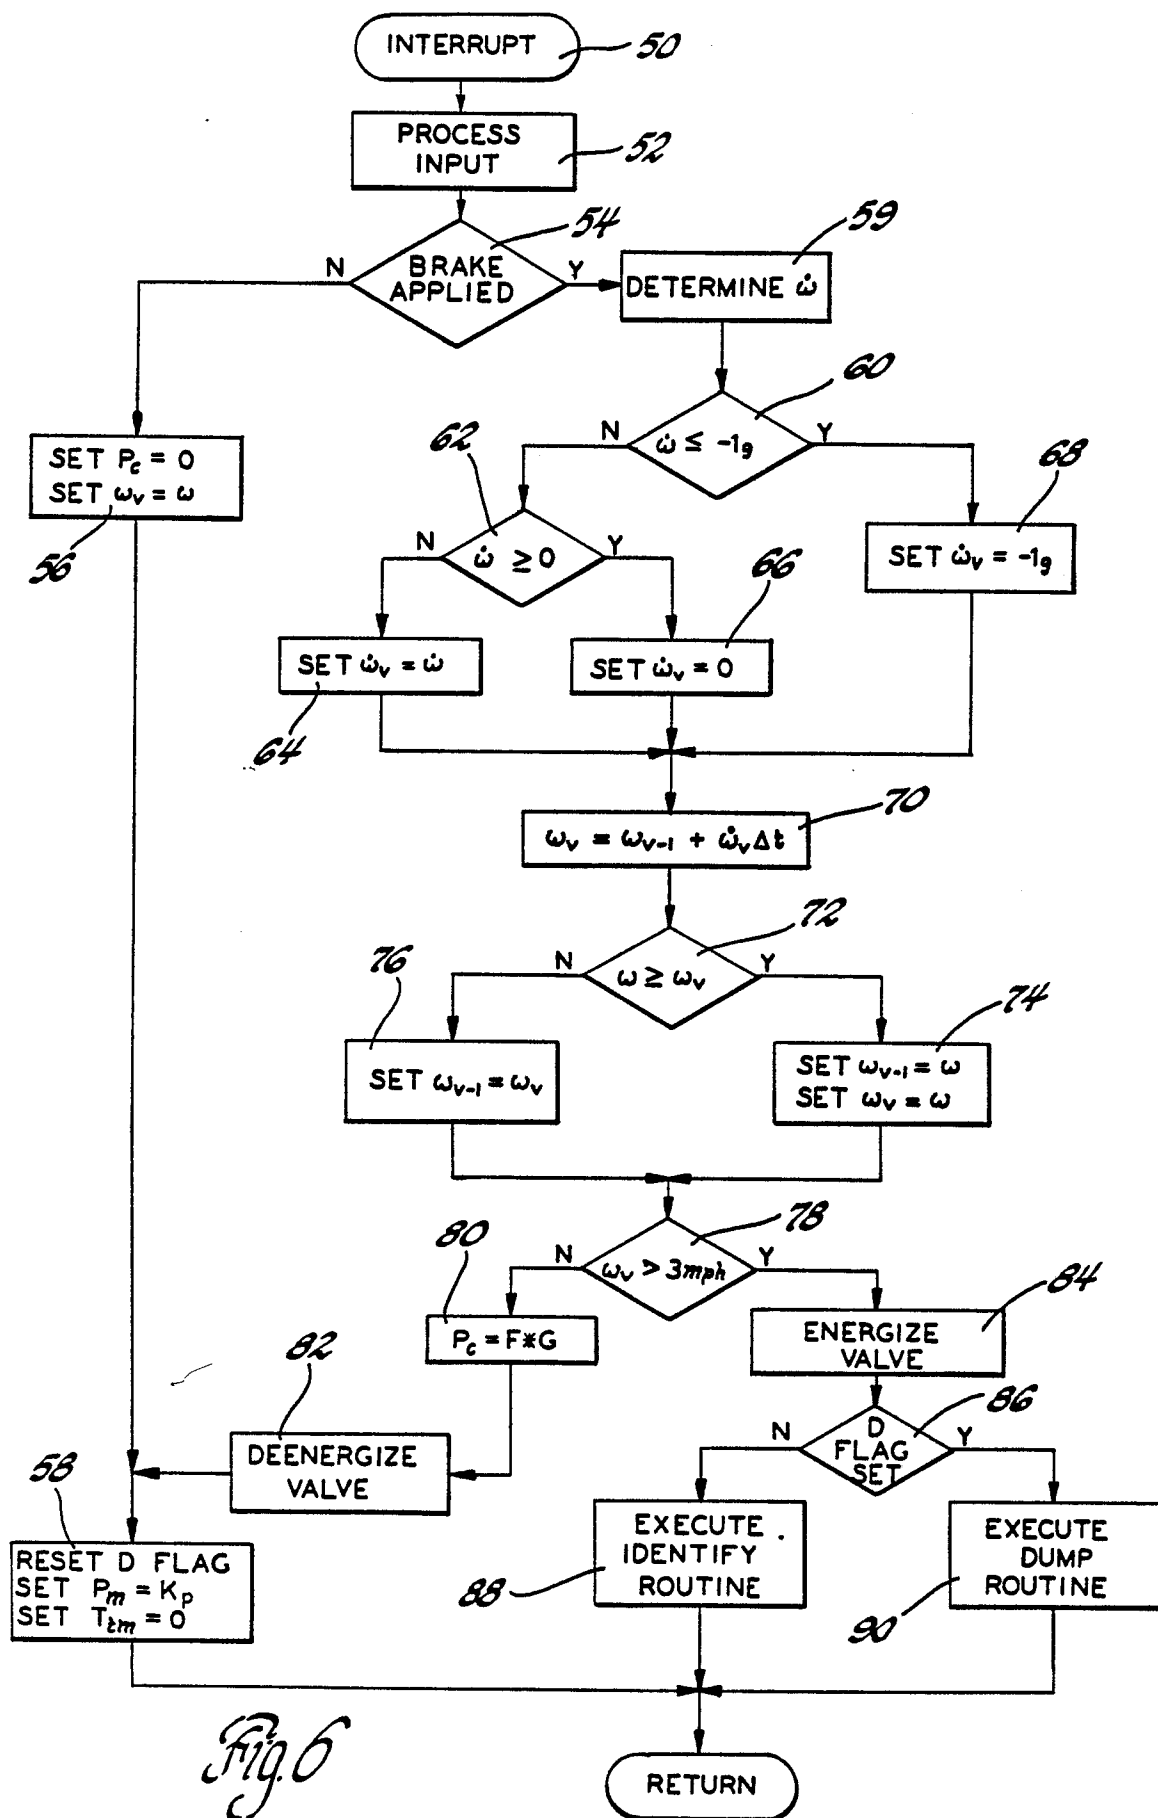 INTERRUPT
50
PROCESS
INPUT
52
54
BRAKE
APPLIED
N
Y
59
DETERMINE ω̇
60
ω̇ ≤ -1g
N
Y
62
ω̇ ≥ 0
N
Y
68
SET ω̇v = -1g
SET Pc = 0
SET ωv = ω
56
66
SET ω̇v = ω̇
64
SET ω̇v = 0
70
ωv = ωv-1 + ω̇v Δt
72
ω ≥ ωv
N
Y
76
SET ωv-1 = ωv
74
SET ωv-1 = ω
SET ωv = ω
78
ωv > 3mph
N
Y
80
Pc = F*G
84
ENERGIZE
VALVE
82
DEENERGIZE
VALVE
86
D
FLAG
SET
N
Y
58
RESET D FLAG
SET Pm = Kp
SET Ttm = 0
EXECUTE
IDENTIFY
ROUTINE
88
EXECUTE
DUMP
ROUTINE
90
Fig. 6
RETURN